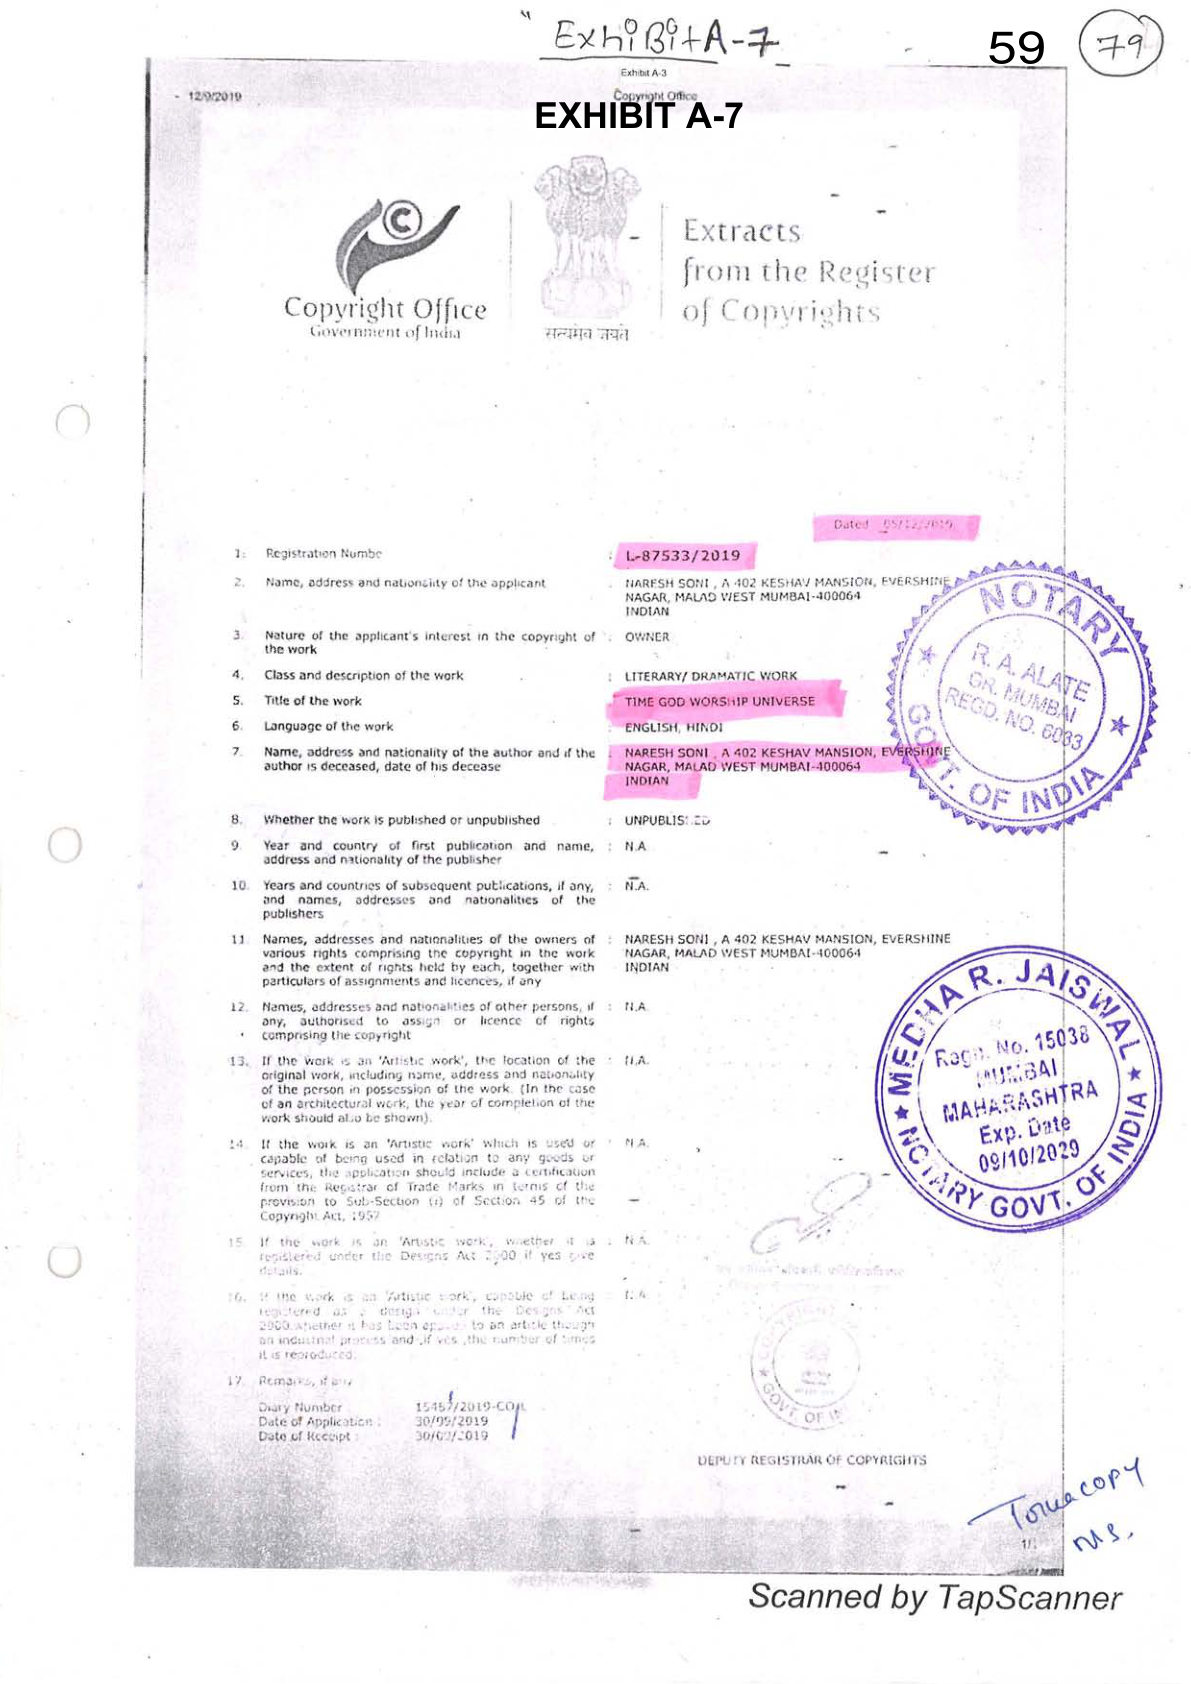 " ExhiBitA-7
59
79
Exhibit A-3
12/9/2019
Copyright Office
EXHIBIT A-7
Copyright Office
Government of India
सत्यमेव जयते
Extracts
from the Register
of Copyrights
Dated 05/12/2019
1. Registration Numbe : L-87533/2019
2. Name, address and nationality of the applicant : NARESH SONI , A 402 KESHAV MANSION, EVERSHINE
NAGAR, MALAD WEST MUMBAI-400064
INDIAN
3. Nature of the applicant's interest in the copyright of : OWNER
the work
4. Class and description of the work : LITERARY/ DRAMATIC WORK
5. Title of the work : TIME GOD WORSHIP UNIVERSE
6. Language of the work : ENGLISH, HINDI
7. Name, address and nationality of the author and if the : NARESH SONI , A 402 KESHAV MANSION, EVERSHINE
author is deceased, date of his decease NAGAR, MALAD WEST MUMBAI-400064
INDIAN
NOTARY
R. A. ALATE
GR. MUMBAI
REGD. NO. 6033
GOVT. OF INDIA
8. Whether the work is published or unpublished :
9. Year and country of first publication and name, : N.A
address and nationality of the publisher
10. Years and countries of subsequent publications, if any, : N.A.
and names, addresses and nationalities of the
publishers
11. Names, addresses and nationalities of the owners of : NARESH SONI , A 402 KESHAV MANSION, EVERSHINE
various rights comprising the copyright in the work NAGAR, MALAD WEST MUMBAI-400064
and the extent of rights held by each, together with INDIAN
particulars of assignments and licences, if any
12. Names, addresses and nationalities of other persons, if : N.A.
any, authorised to assign or licence of rights
comprising the copyright
13. If the work is an 'Artistic work', the location of the : N.A.
original work, including name, address and nationality
of the person in possession of the work. (In the case
of an architectural work, the year of completion of the
work should also be shown).
MEDHA R. JAISWAL
Regn. No. 15038
MUMBAI
MAHARASHTRA
Exp. Date
09/10/2029
NOTARY GOVT. OF INDIA
14. If the work is an 'Artistic work' which is used or : N.A.
capable of being used in relation to any goods or
services, the application should include a certification
from the Registrar of Trade Marks in terms of the
provision to Sub-Section (i) of Section 45 of the
Copyright Act, 1957
15. If the work is an 'Artistic work', whether it is : N.A.
registered under the Designs Act 2000 if yes give
details.
16. If the work is an 'Artistic work', capable of being :
registered as a design under the Designs Act
2000 whether it has been to an article though
an industrial process and ,if yes ,the number of times
it is reproduced.
17. Remarks, if any
Diary Number :
Date of Application : 30/09/2019
Date of Receipt :
COPYRIGHT
GOVT. OF
DEPUTY REGISTRAR OF COPYRIGHTS
copy
1/
Scanned by TapScanner